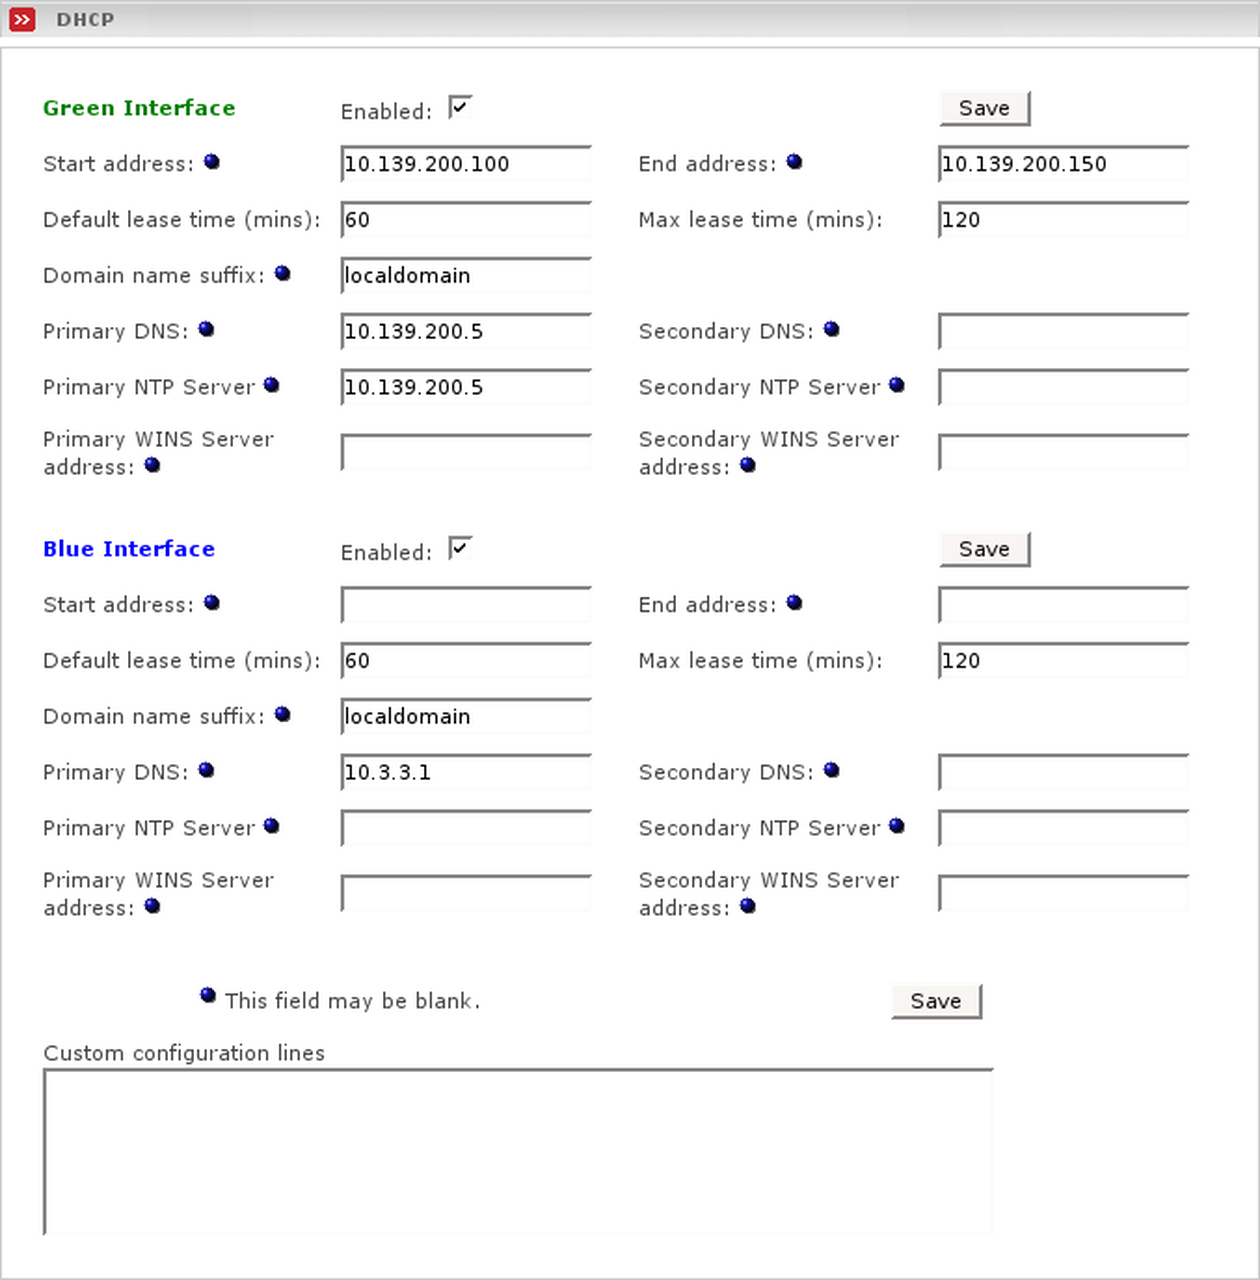 DHCP
Green Interface Enabled: Save
Start address: 10.139.200.100 End address: 10.139.200.150
Default lease time (mins): 60 Max lease time (mins): 120
Domain name suffix: localdomain
Primary DNS: 10.139.200.5 Secondary DNS:
Primary NTP Server 10.139.200.5 Secondary NTP Server
Primary WINS Server Secondary WINS Server
address: address:
Blue Interface Enabled: Save
Start address: End address:
Default lease time (mins): 60 Max lease time (mins): 120
Domain name suffix: localdomain
Primary DNS: 10.3.3.1 Secondary DNS:
Primary NTP Server Secondary NTP Server
Primary WINS Server Secondary WINS Server
address: address:
This field may be blank. Save
Custom configuration lines